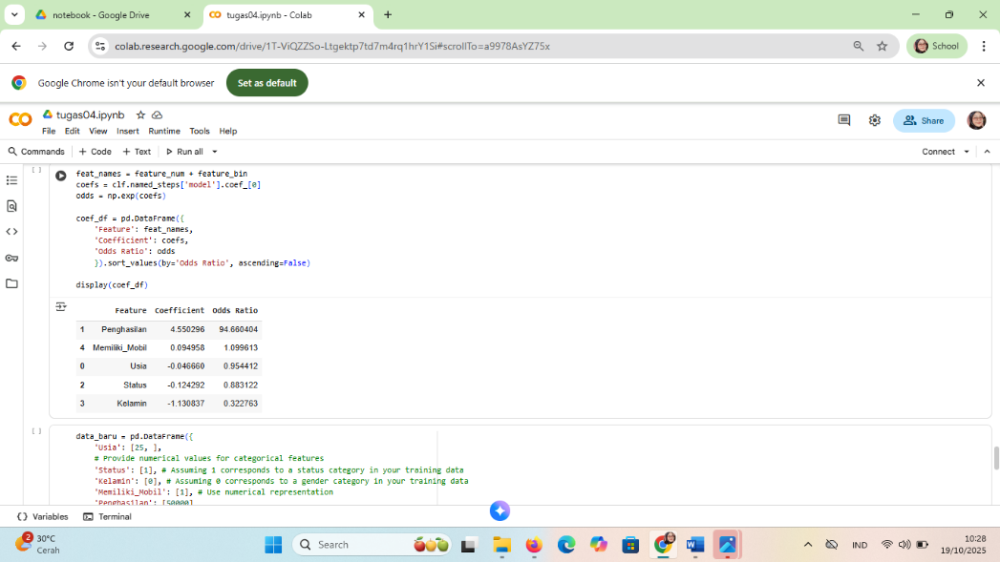 notebook - Google Drive
tugas04.ipynb - Colab
colab.research.google.com/drive/1T-ViQZZSo-Ltgektp7td7m4rq1hrY1Si#scrollTo=a9978AsYZ75x
School
Google Chrome isn't your default browser
Set as default
tugas04.ipynb
File Edit View Insert Runtime Tools Help
Share
Commands + Code + Text Run all
Connect
[ ]
feat_names = feature_num + feature_bin
coefs = clf.named_steps['model'].coef_[0]
odds = np.exp(coefs)
coef_df = pd.DataFrame({
'Feature': feat_names,
'Coefficient': coefs,
'Odds Ratio': odds
}).sort_values(by='Odds Ratio', ascending=False)
display(coef_df)
Feature Coefficient Odds Ratio
1 Penghasilan 4.550296 94.660404
4 Memiliki_Mobil 0.094958 1.099613
0 Usia -0.046660 0.954412
2 Status -0.124292 0.883122
3 Kelamin -1.130837 0.322763
[ ]
data_baru = pd.DataFrame({
'Usia': [25, ],
# Provide numerical values for categorical features
'Status': [1], # Assuming 1 corresponds to a status category in your training data
'Kelamin': [0], # Assuming 0 corresponds to a gender category in your training data
'Memiliki_Mobil': [1], # Use numerical representation
'Penghasilan': [50000]
Variables Terminal
2
30°C
Cerah
Search
IND
10:28
19/10/2025